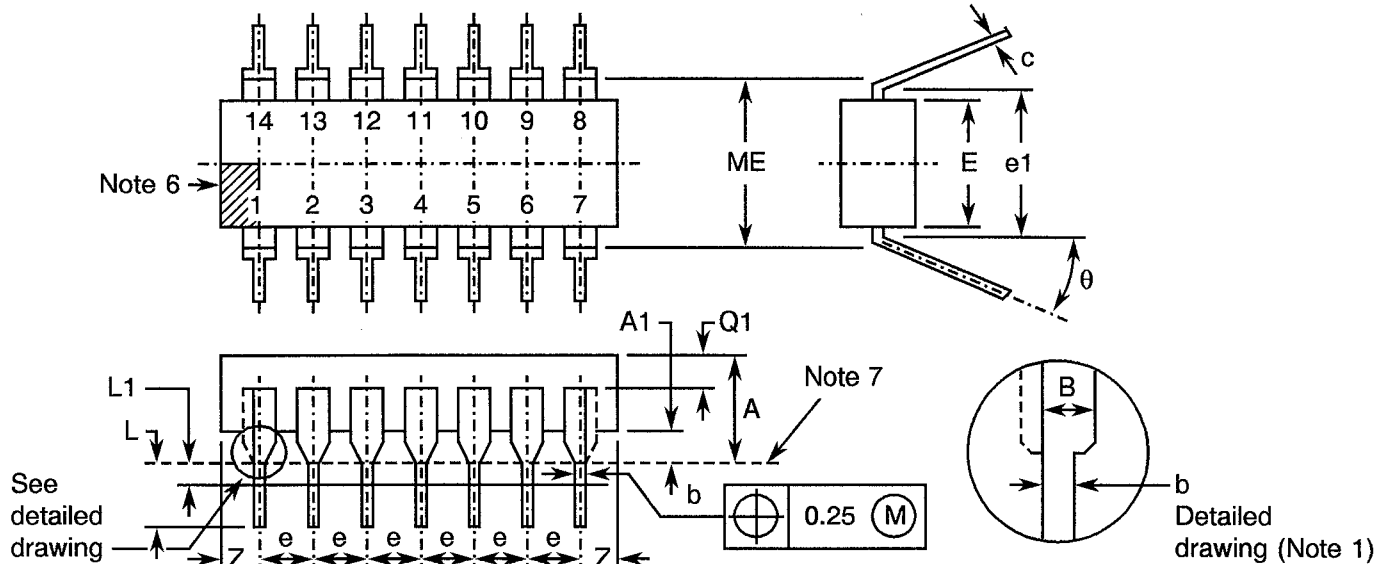 14 13 12 11 10 9 8
Note 6
1 2 3 4 5 6 7
ME
c
E
e1
θ
A1
Q1
L1
L
Note 7
A
b
B
b
0.25 M
See
detailed
drawing
Detailed
drawing (Note 1)
Z e e e e e e Z